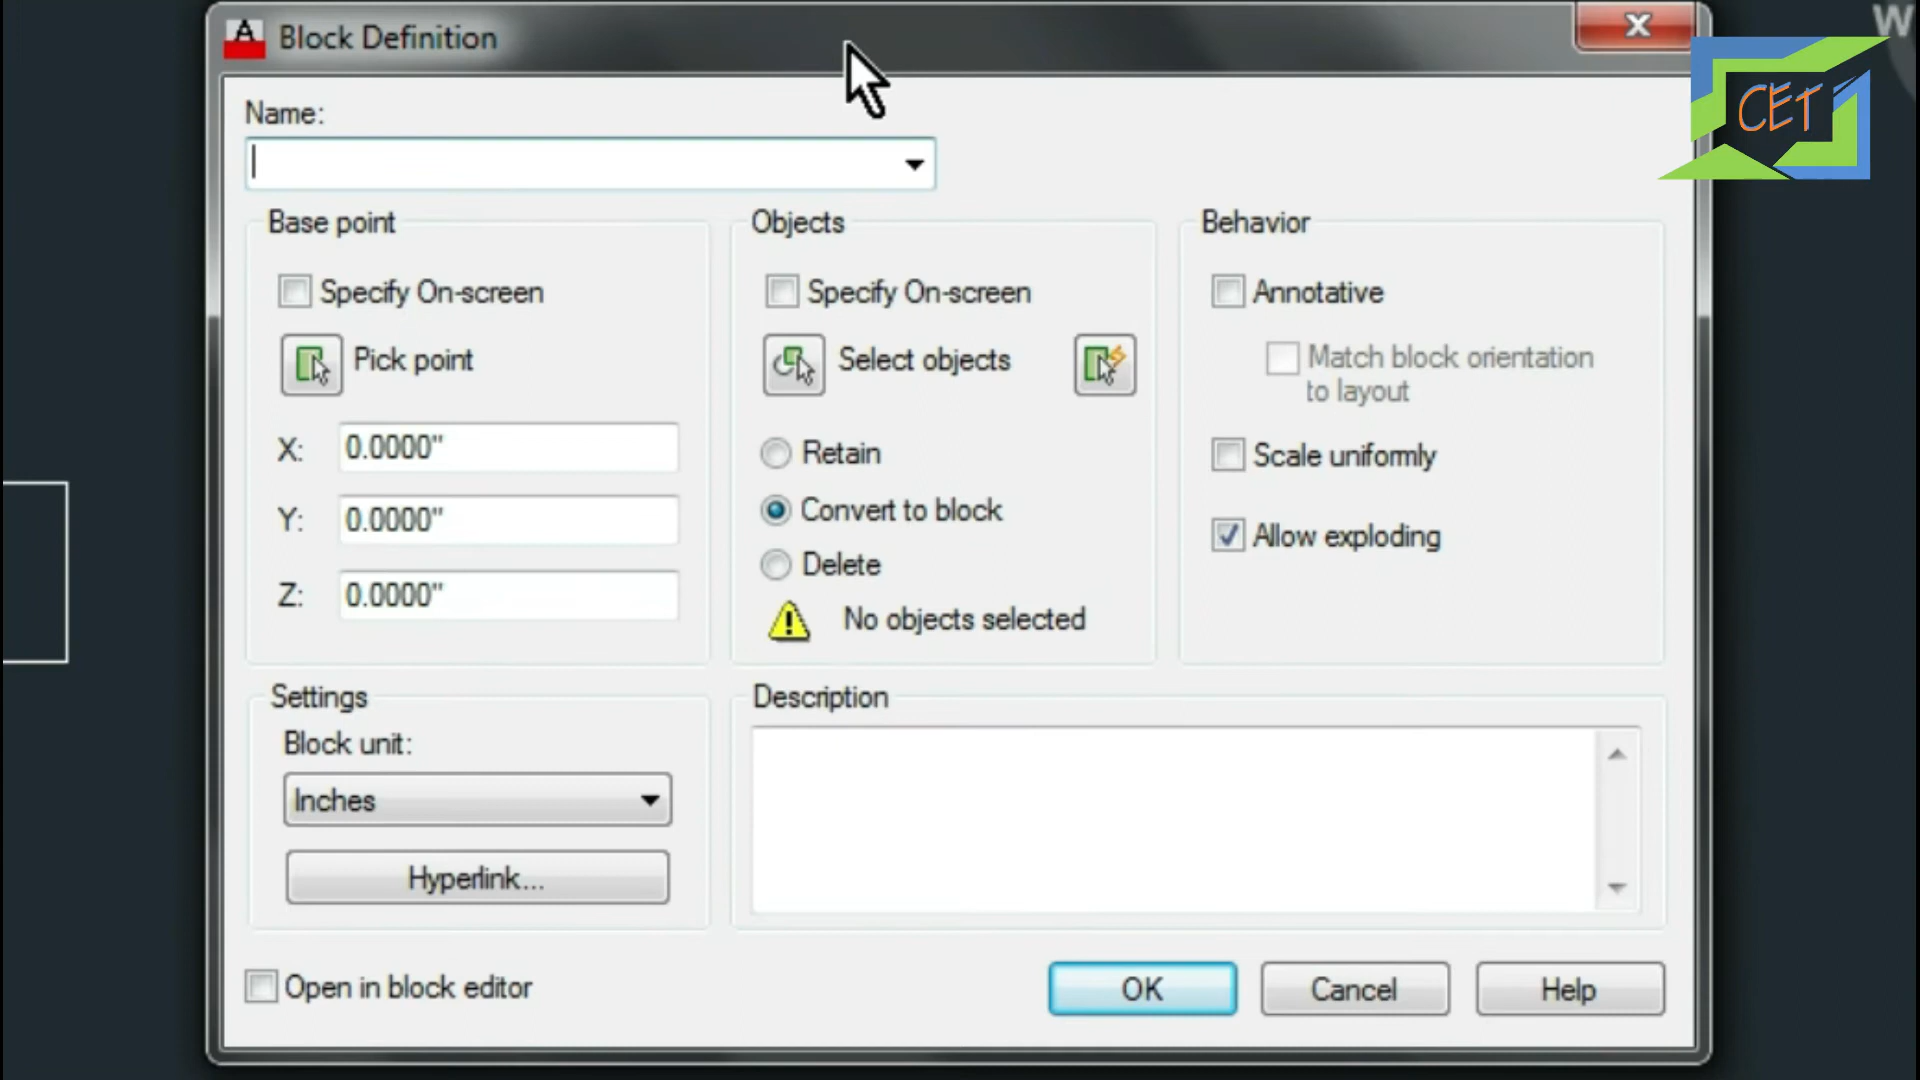 Block Definition
W
CET
Name:
Base point
Specify On-screen
Pick point
X: 0.0000"
Y: 0.0000"
Z: 0.0000"
Objects
Specify On-screen
Select objects
Retain
Convert to block
Delete
No objects selected
Behavior
Annotative
Match block orientation
to layout
Scale uniformly
Allow exploding
Settings
Block unit:
Inches
Hyperlink...
Description
Open in block editor
OK
Cancel
Help